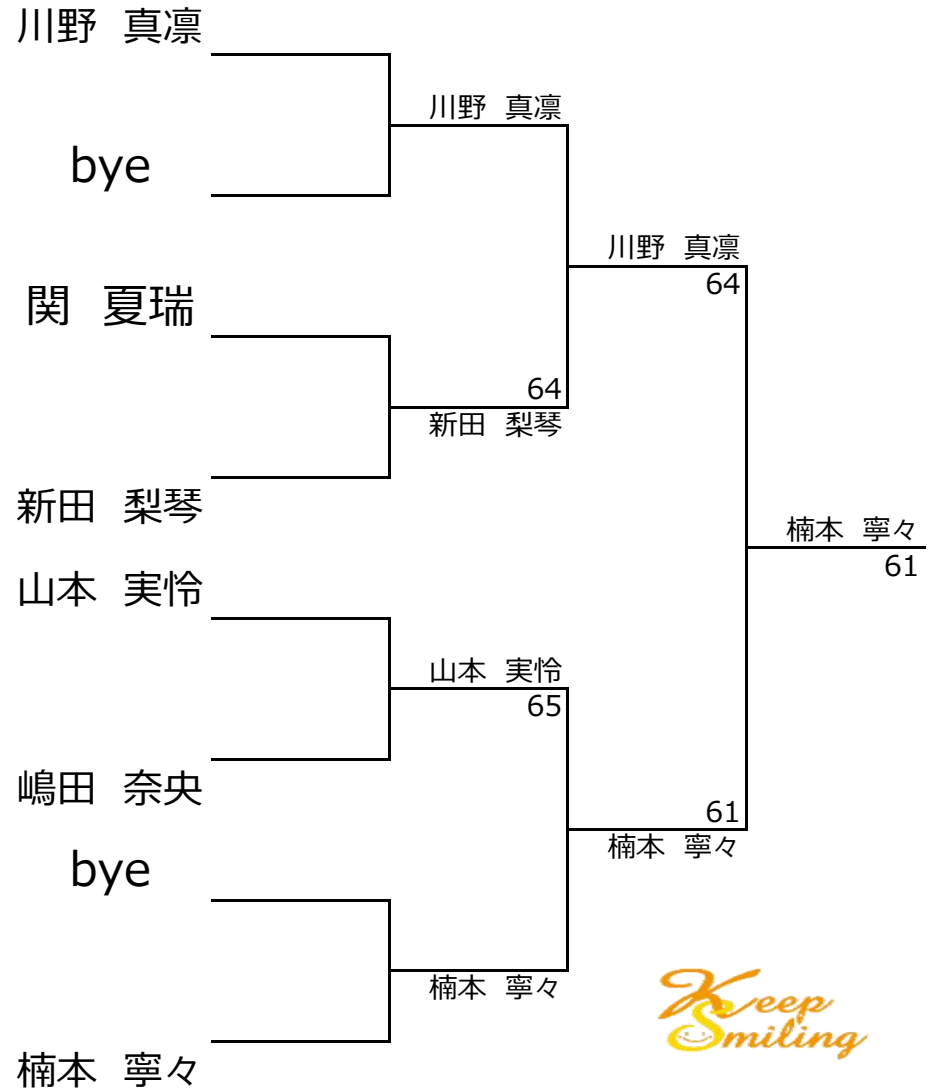 川野 真凛
川野 真凛
bye
川野 真凛
64
関 夏瑞
64
新田 梨琴
新田 梨琴
楠本 寧々
61
山本 実怜
山本 実怜
65
嶋田 奈央
61
楠本 寧々
bye
楠本 寧々
Keep
Smiling
楠本 寧々